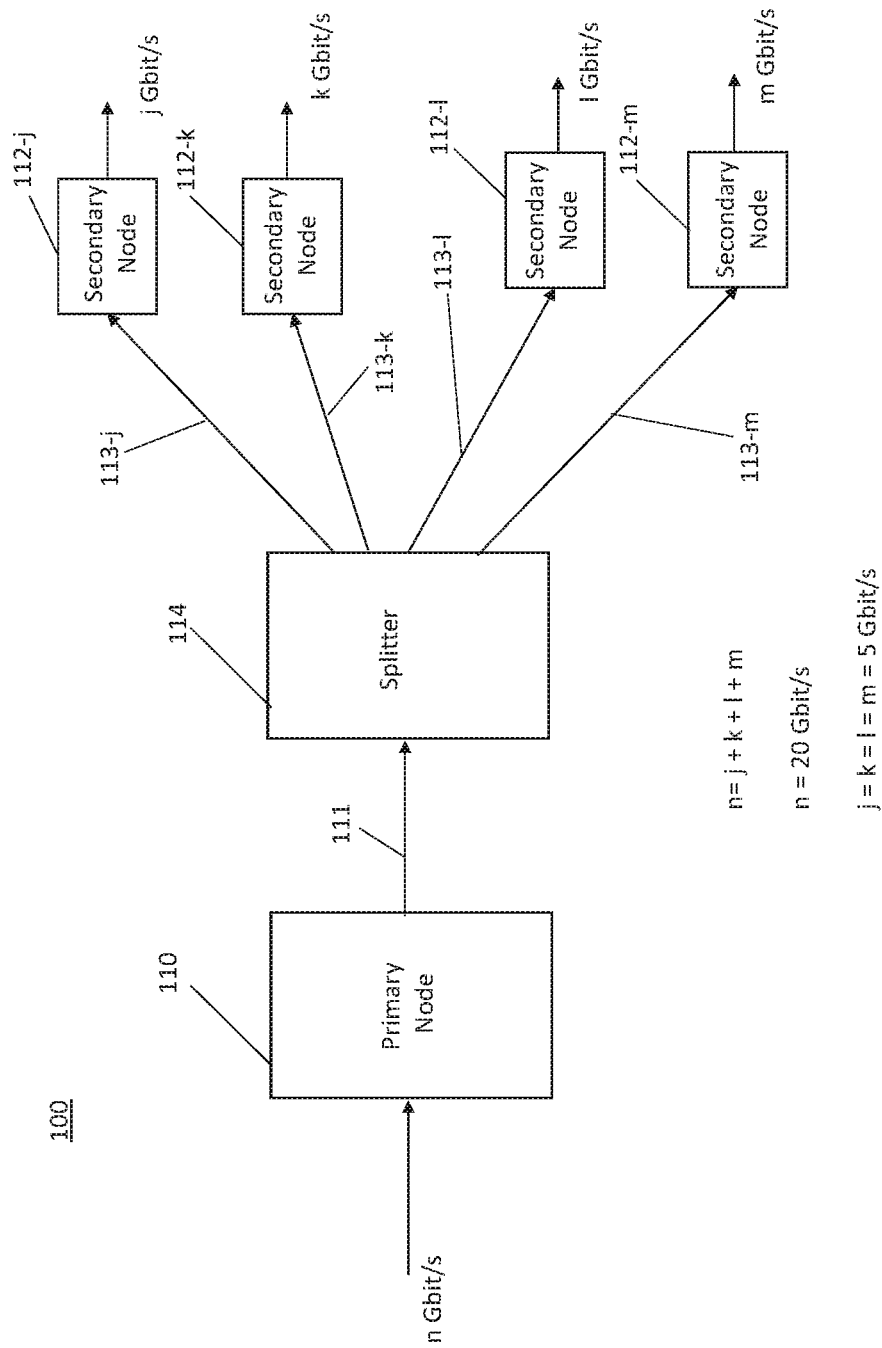 100
n Gbit/s
110
Primary
Node
111
114
Splitter
113-j
113-k
113-l
113-m
112-j
Secondary
Node
j Gbit/s
112-k
Secondary
Node
k Gbit/s
112-l
Secondary
Node
l Gbit/s
112-m
Secondary
Node
m Gbit/s
n= j + k + l + m
n = 20 Gbit/s
j = k = l = m = 5 Gbit/s